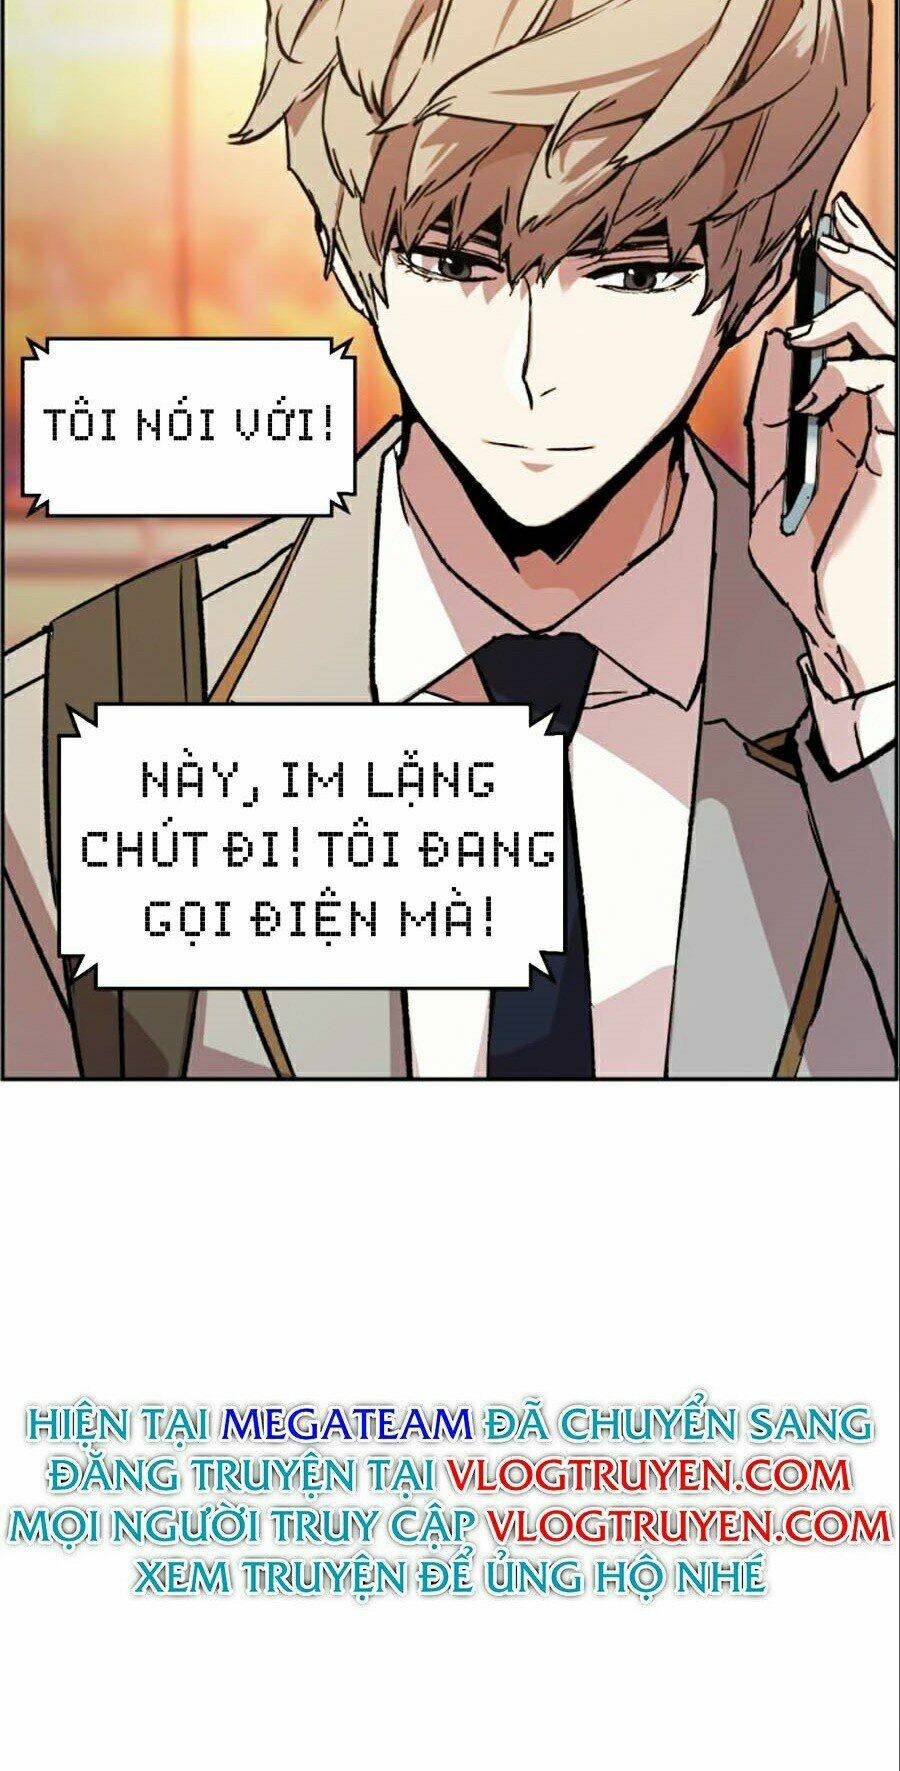 TÔI NÓI VỚI!
NÀY, IM LẶNG
CHÚT ĐI! TÔI ĐANG
GỌI ĐIỆN MÀ!
HIỆN TẠI MEGATEAM ĐÃ CHUYỂN SANG
ĐĂNG TRUYỆN TẠI VLOGTRUYEN.COM
MỌI NGƯỜI TRUY CẬP VLOGTRUYEN.COM
XEM TRUYỆN ĐỂ ỦNG HỘ NHÉ